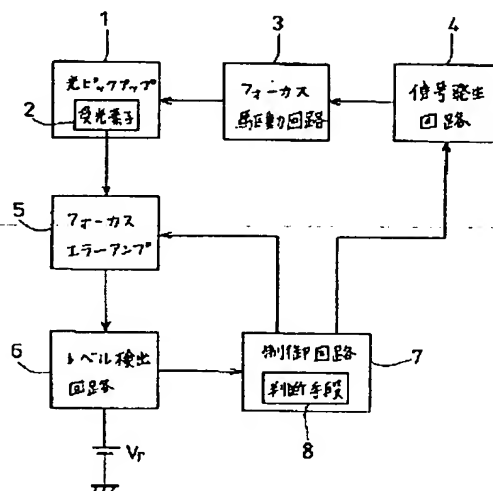 1
光ピックアップ
2
受光素子
3
フォーカス
駆動回路
4
信号発生
回路
5
フォーカス
エラーアンプ
6
レベル検出
回路
制御回路
7
判断手段
8
Vr